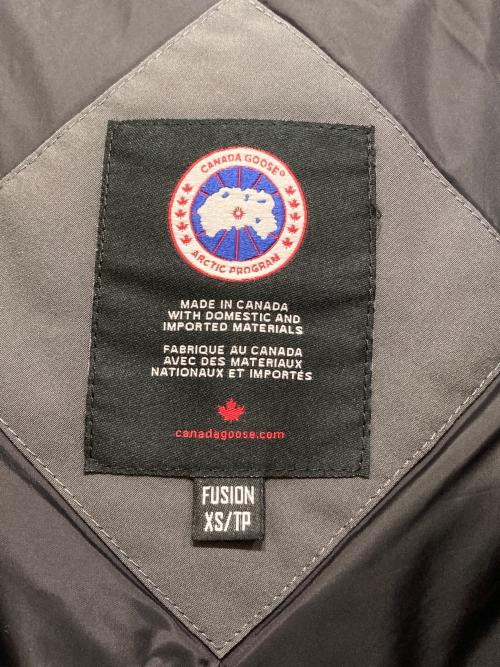 CANADA GOOSE®
ARCTIC PROGRAM
MADE IN CANADA
WITH DOMESTIC AND
IMPORTED MATERIALS
FABRIQUE AU CANADA
AVEC DES MATERIAUX
NATIONAUX ET IMPORTÉS
canadagoose.com
FUSION
XS/TP